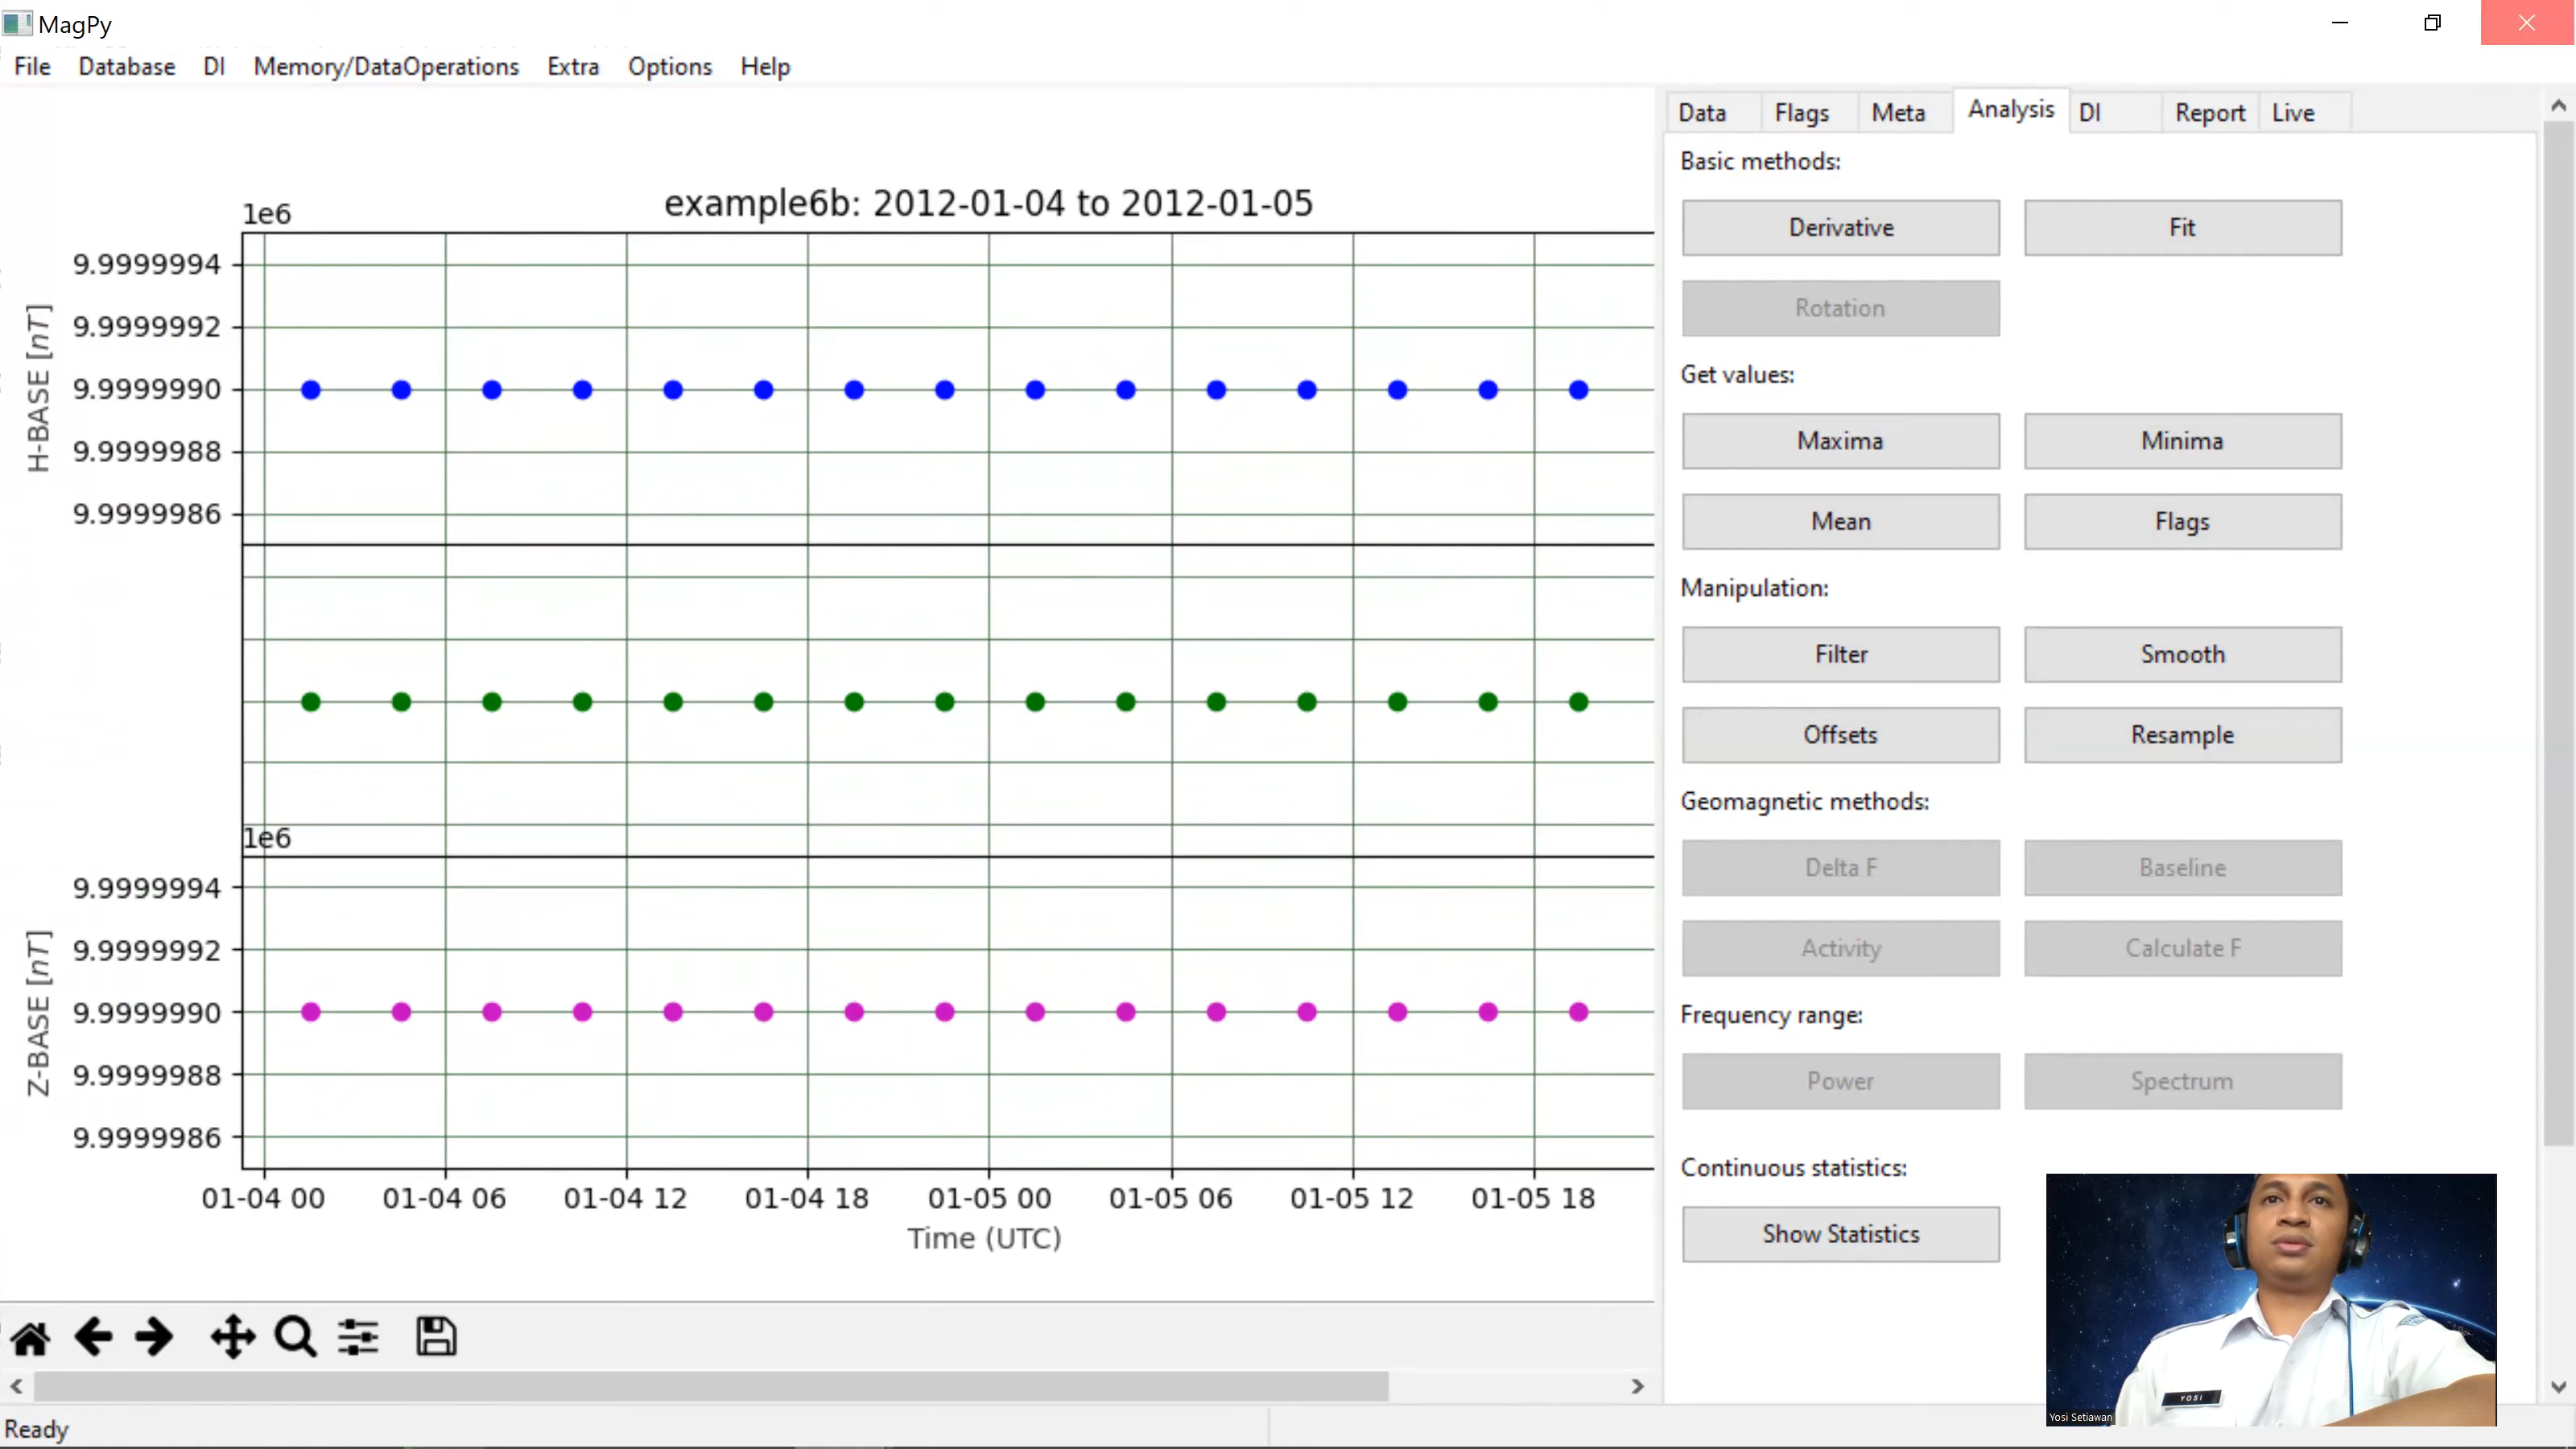 MagPy
File Database DI Memory/DataOperations Extra Options Help
Data Flags Meta Analysis DI Report Live
example6b: 2012-01-04 to 2012-01-05
1e6
9.9999994
9.9999992
9.9999990
9.9999988
9.9999986
H-BASE [nT]
1e6
9.9999994
9.9999992
9.9999990
9.9999988
9.9999986
Z-BASE [nT]
01-04 00 01-04 06 01-04 12 01-04 18 01-05 00 01-05 06 01-05 12 01-05 18
Time (UTC)
Basic methods:
Derivative Fit
Rotation
Get values:
Maxima Minima
Mean Flags
Manipulation:
Filter Smooth
Offsets Resample
Geomagnetic methods:
Delta F Baseline
Activity Calculate F
Frequency range:
Power Spectrum
Continuous statistics:
Show Statistics
YOSI
Yosi Setiawan
Ready